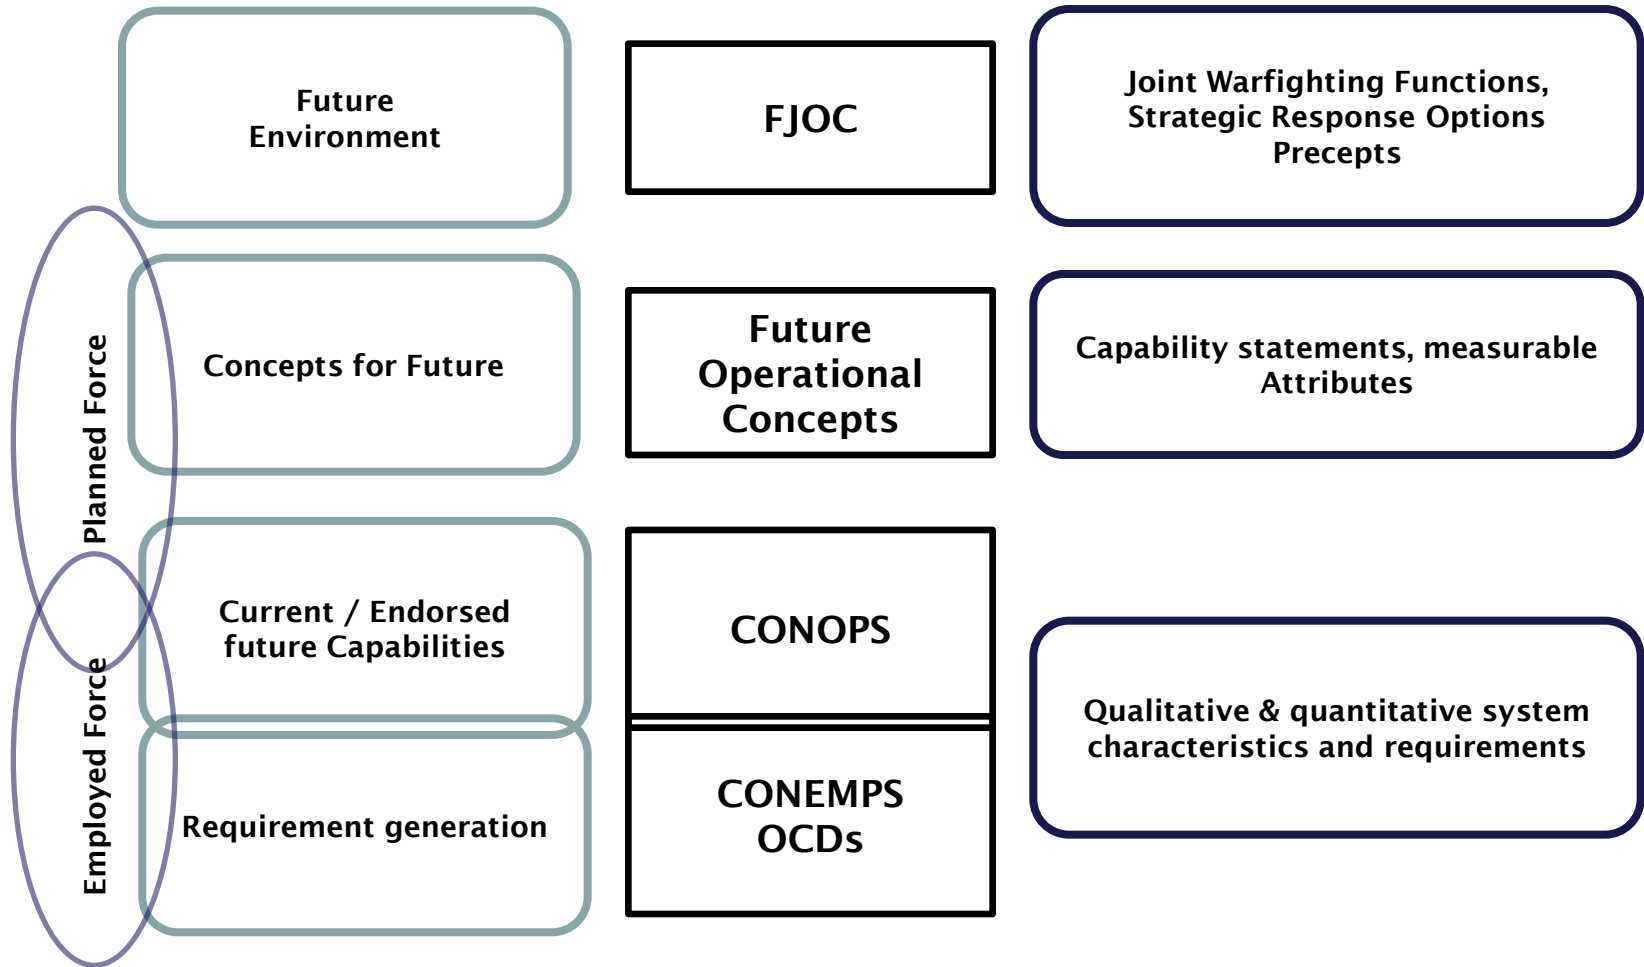 Future
Environment
FJOC
Joint Warfighting Functions,
Strategic Response Options
Precepts
Planned Force
Concepts for Future
Future
Operational
Concepts
Capability statements, measurable
Attributes
Employed Force
Current / Endorsed
future Capabilities
CONOPS
Qualitative & quantitative system
characteristics and requirements
Requirement generation
CONEMPS
OCDs